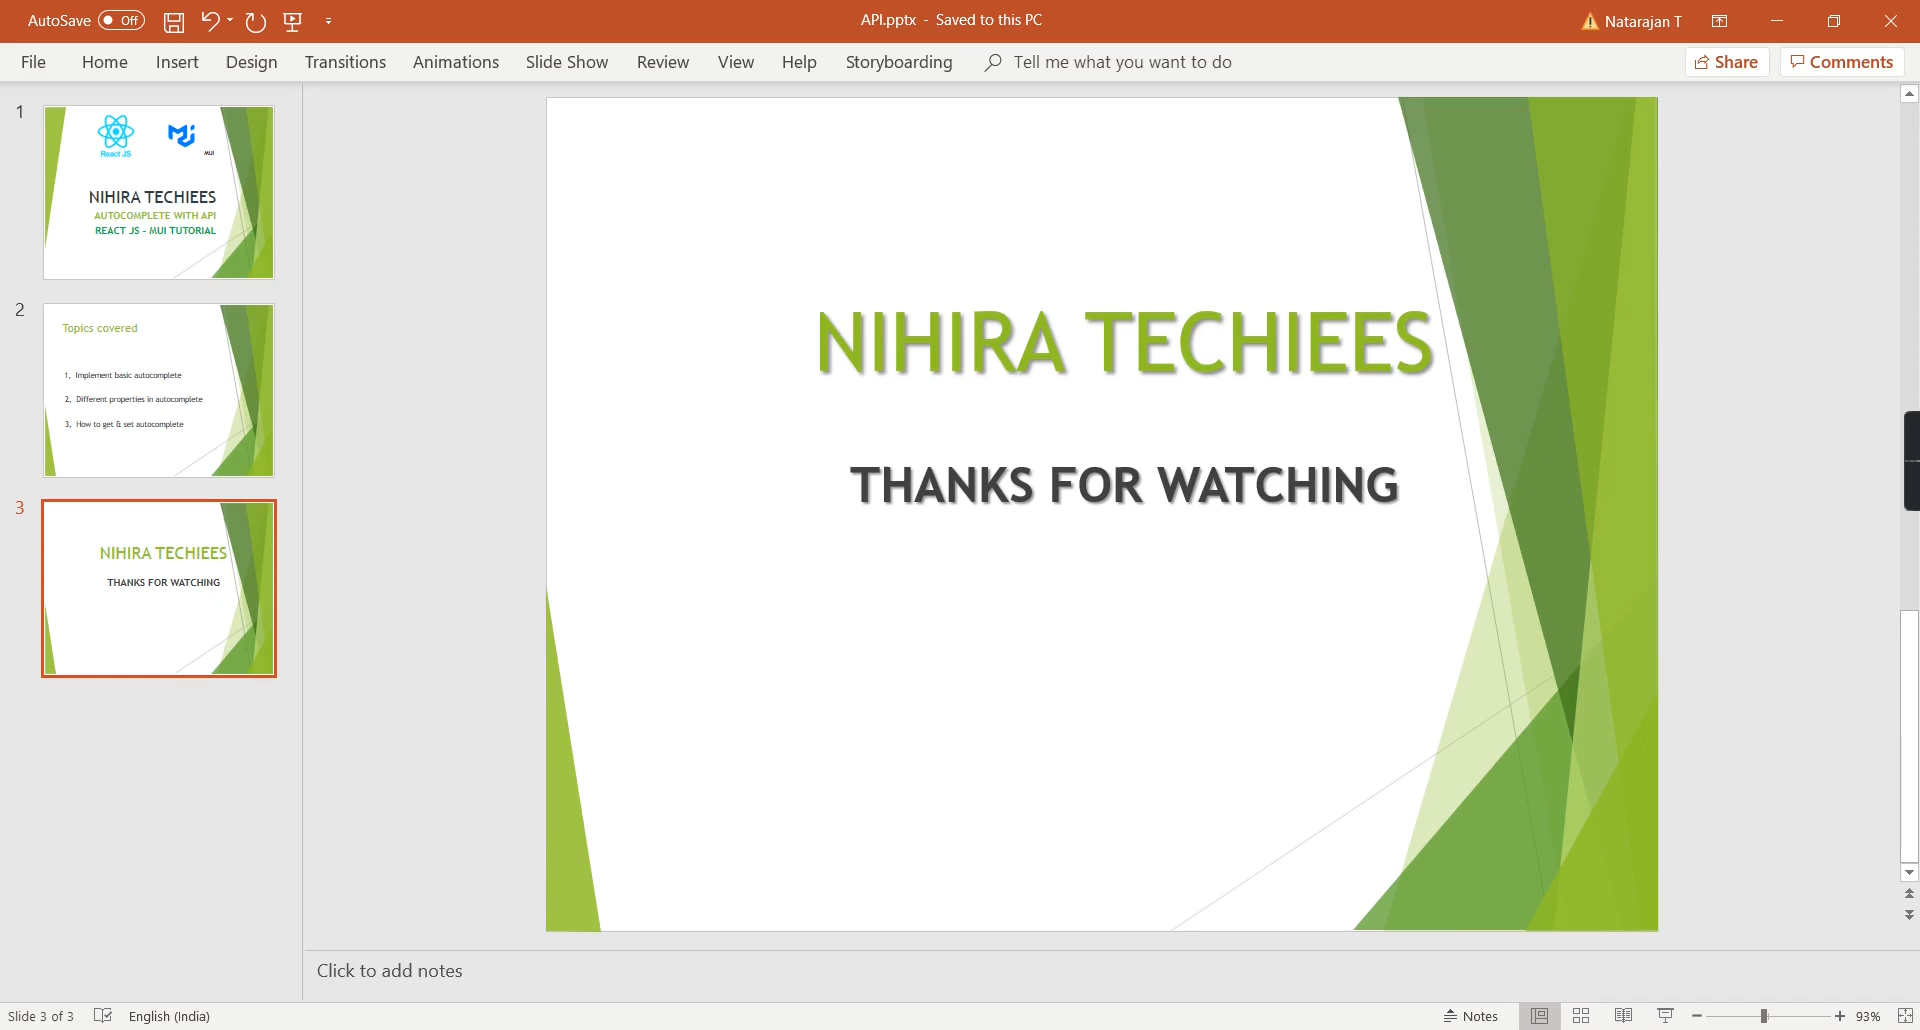 AutoSave Off
API.pptx - Saved to this PC
Natarajan T
File Home Insert Design Transitions Animations Slide Show Review View Help Storyboarding Tell me what you want to do Share Comments
1
React JS
MUI
NIHIRA TECHIEES
AUTOCOMPLETE WITH API
REACT JS - MUI TUTORIAL
2
Topics covered
1, Implement basic autocomplete
2, Different properties in autocomplete
3, How to get & set autocomplete
3
NIHIRA TECHIEES
THANKS FOR WATCHING
NIHIRA TECHIEES
THANKS FOR WATCHING
Click to add notes
Slide 3 of 3 English (India) Notes 93%